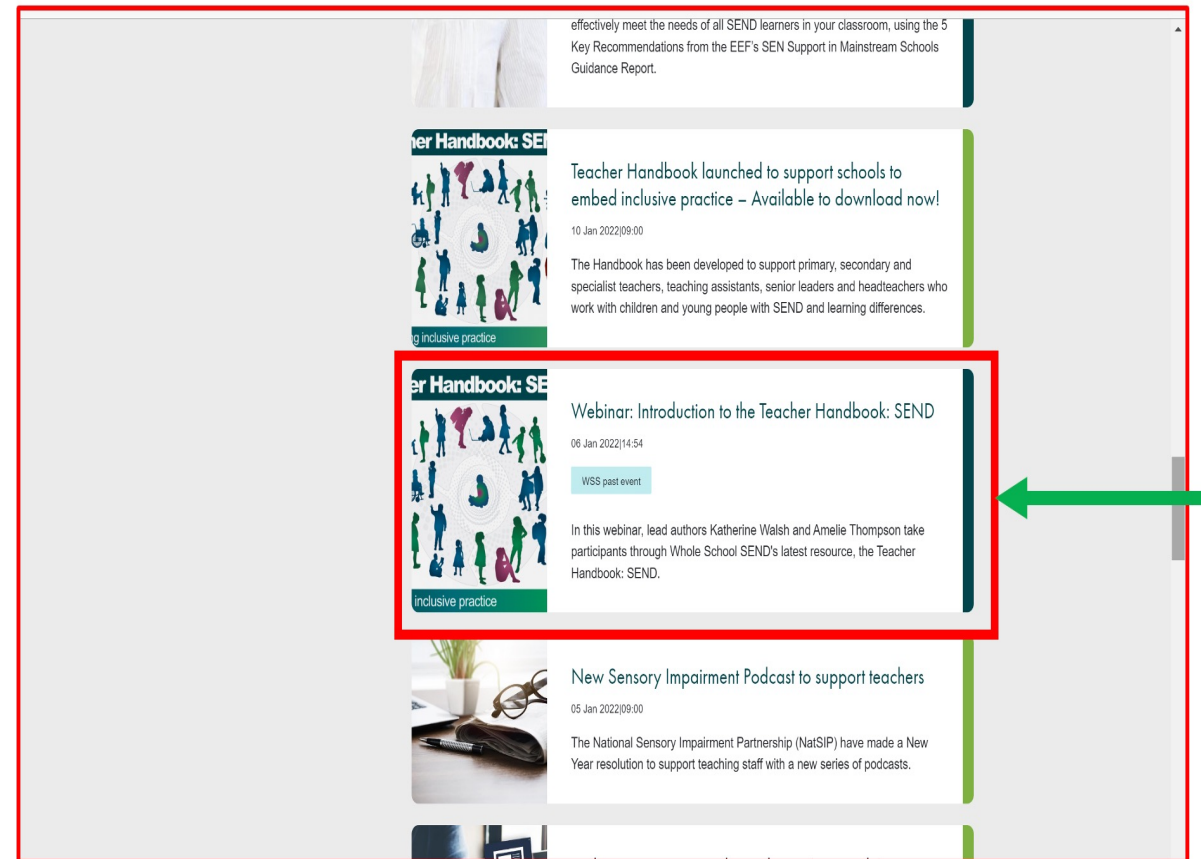 effectively meet the needs of all SEND learners in your classroom, using the 5
Key Recommendations from the EEF's SEN Support in Mainstream Schools
Guidance Report.
her Handbook: SE
Teacher Handbook launched to support schools to
embed inclusive practice – Available to download now!
10 Jan 2022|09:00
The Handbook has been developed to support primary, secondary and
specialist teachers, teaching assistants, senior leaders and headteachers who
work with children and young people with SEND and learning differences.
g inclusive practice
er Handbook: SE
Webinar: Introduction to the Teacher Handbook: SEND
06 Jan 2022|14:54
WSS past event
In this webinar, lead authors Katherine Walsh and Amelie Thompson take
participants through Whole School SEND's latest resource, the Teacher
Handbook: SEND.
inclusive practice
New Sensory Impairment Podcast to support teachers
05 Jan 2022|09:00
The National Sensory Impairment Partnership (NatSIP) have made a New
Year resolution to support teaching staff with a new series of podcasts.